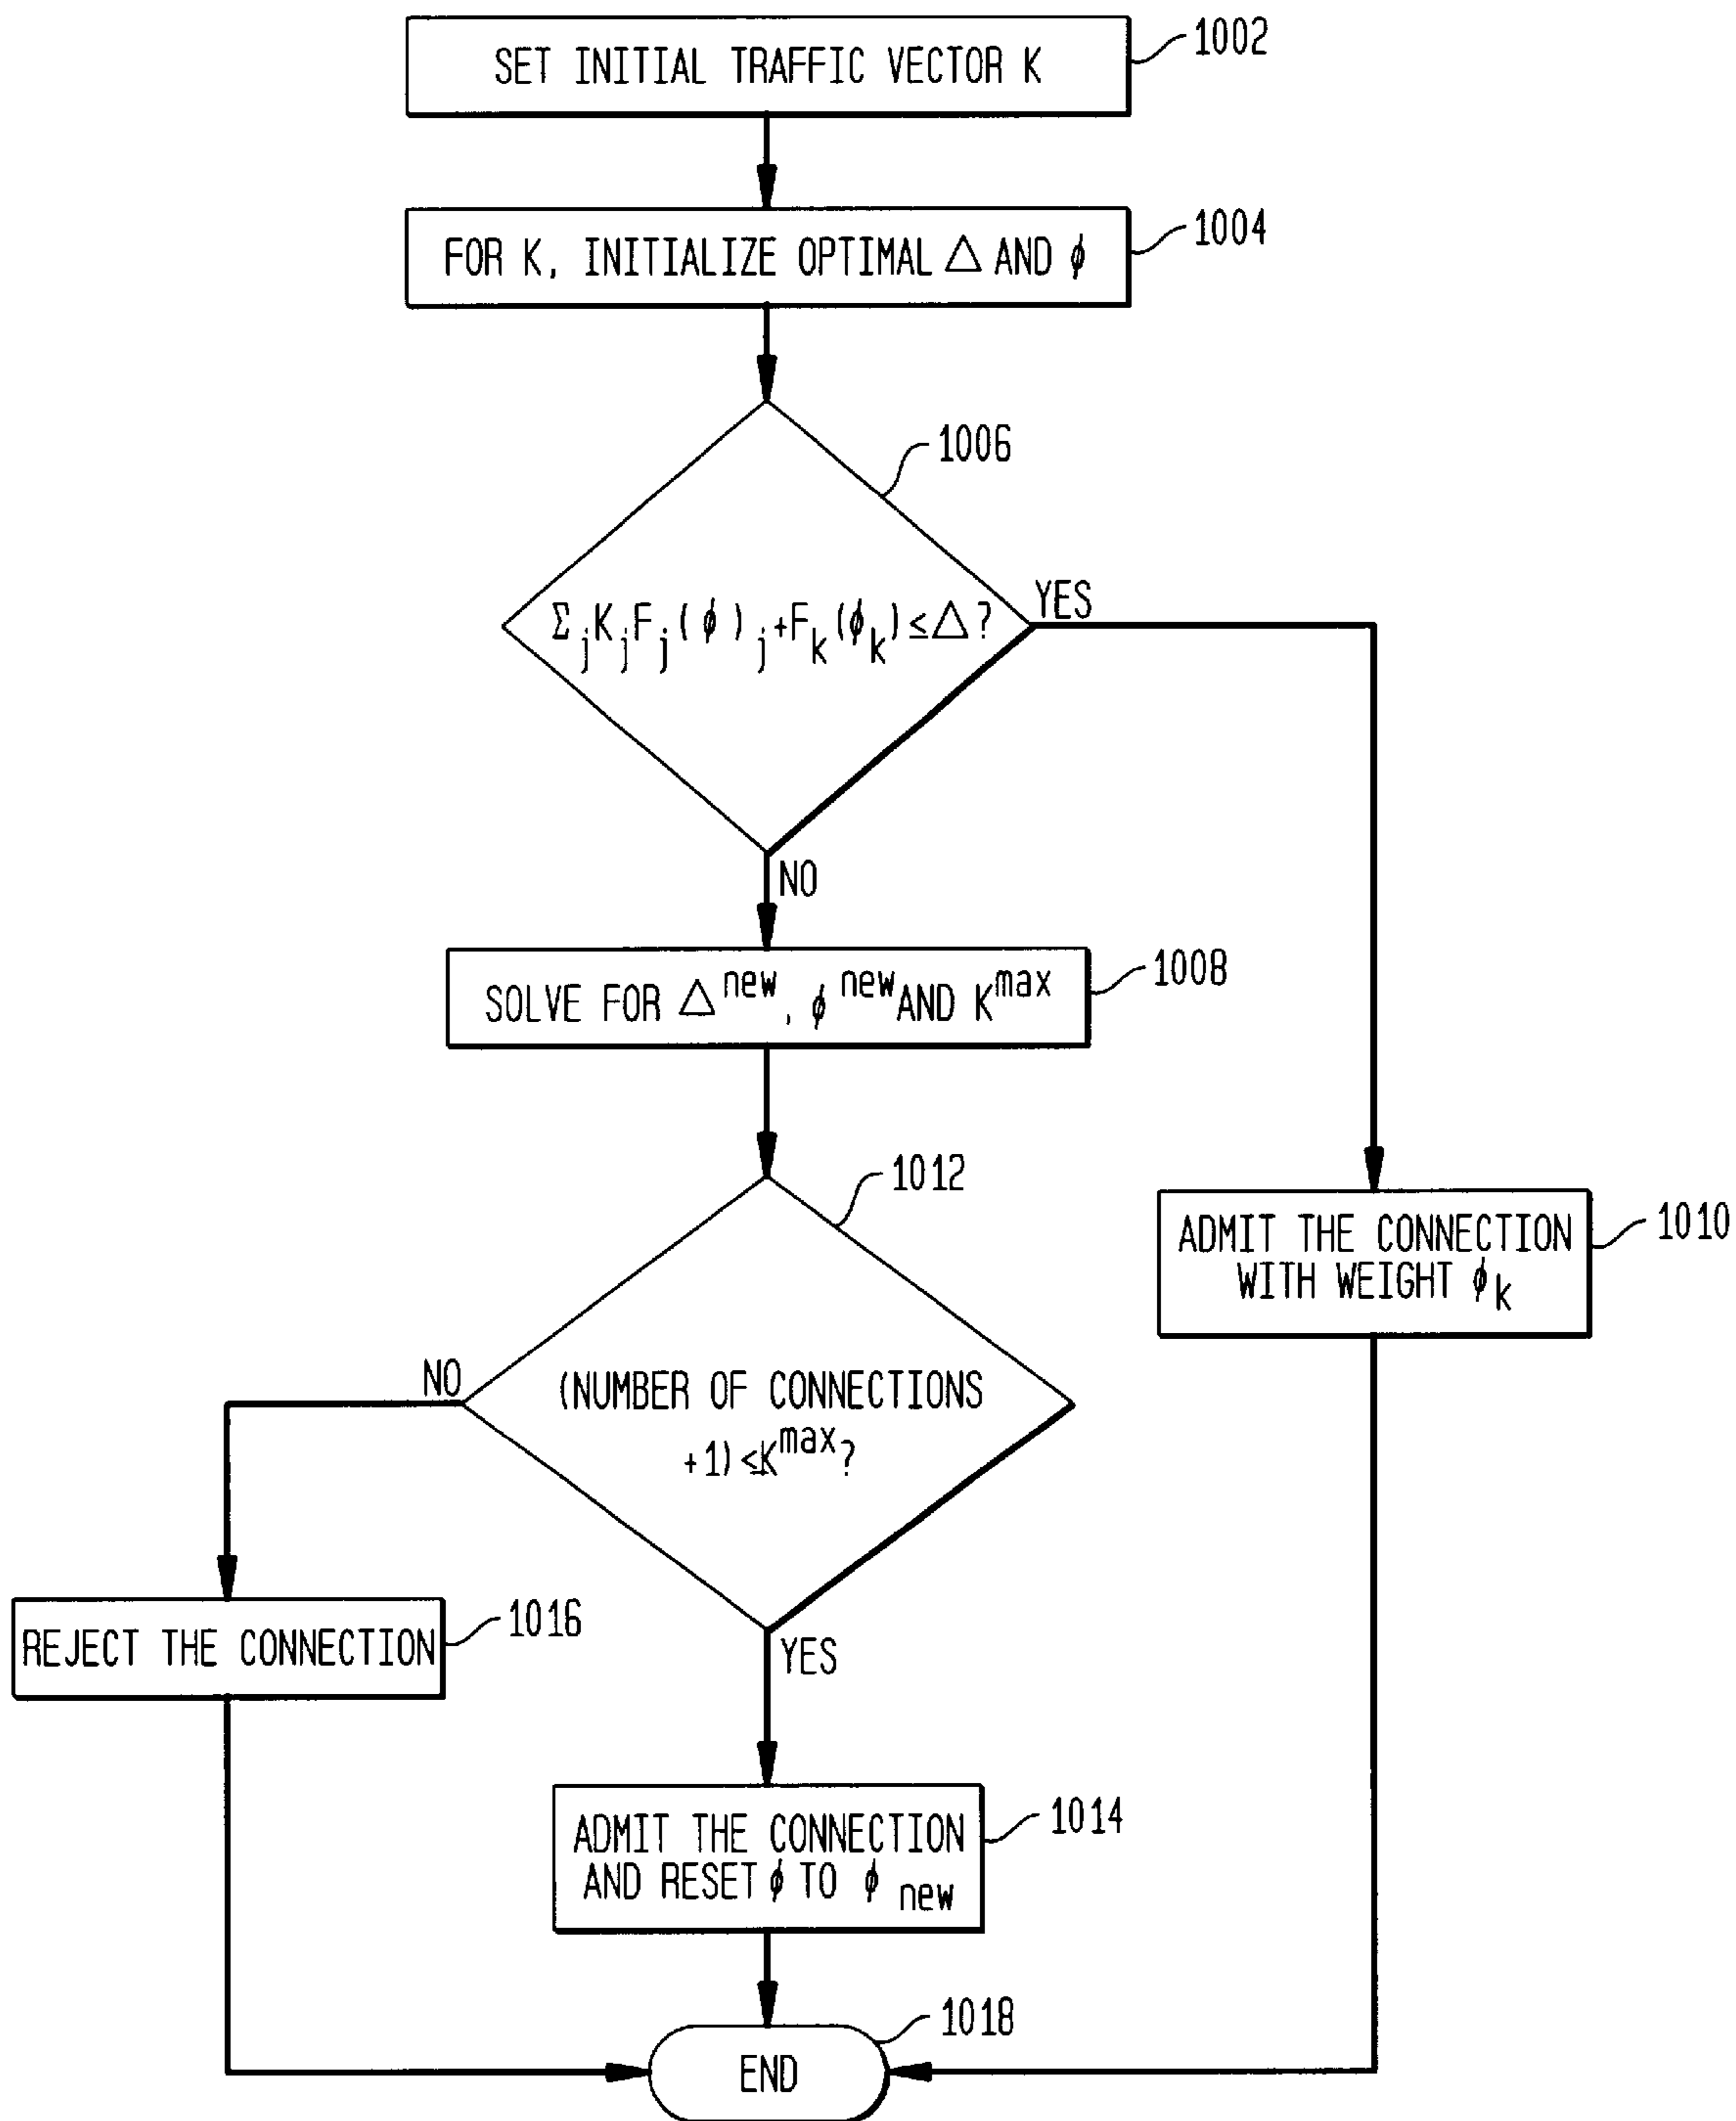 SET INITIAL TRAFFIC VECTOR K
1002
FOR K, INITIALIZE OPTIMAL △ AND ϕ
1004
1006
Σ_j K_j F_j (ϕ)_j + F_k (ϕ_k) ≤ △ ?
YES
NO
SOLVE FOR △^new, ϕ^new AND K^max
1008
1012
ADMIT THE CONNECTION
WITH WEIGHT ϕ_k
1010
NO
(NUMBER OF CONNECTIONS
+1) ≤ K^max ?
REJECT THE CONNECTION
1016
YES
ADMIT THE CONNECTION
AND RESET ϕ TO ϕ_new
1014
1018
END